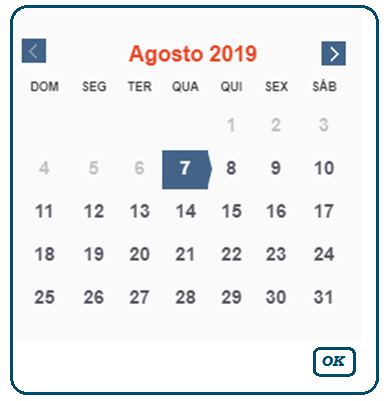 Agosto 2019
DOM SEG TER QUA QUI SEX SÁB
1 2 3
4 5 6 7 8 9 10
11 12 13 14 15 16 17
18 19 20 21 22 23 24
25 26 27 28 29 30 31
OK